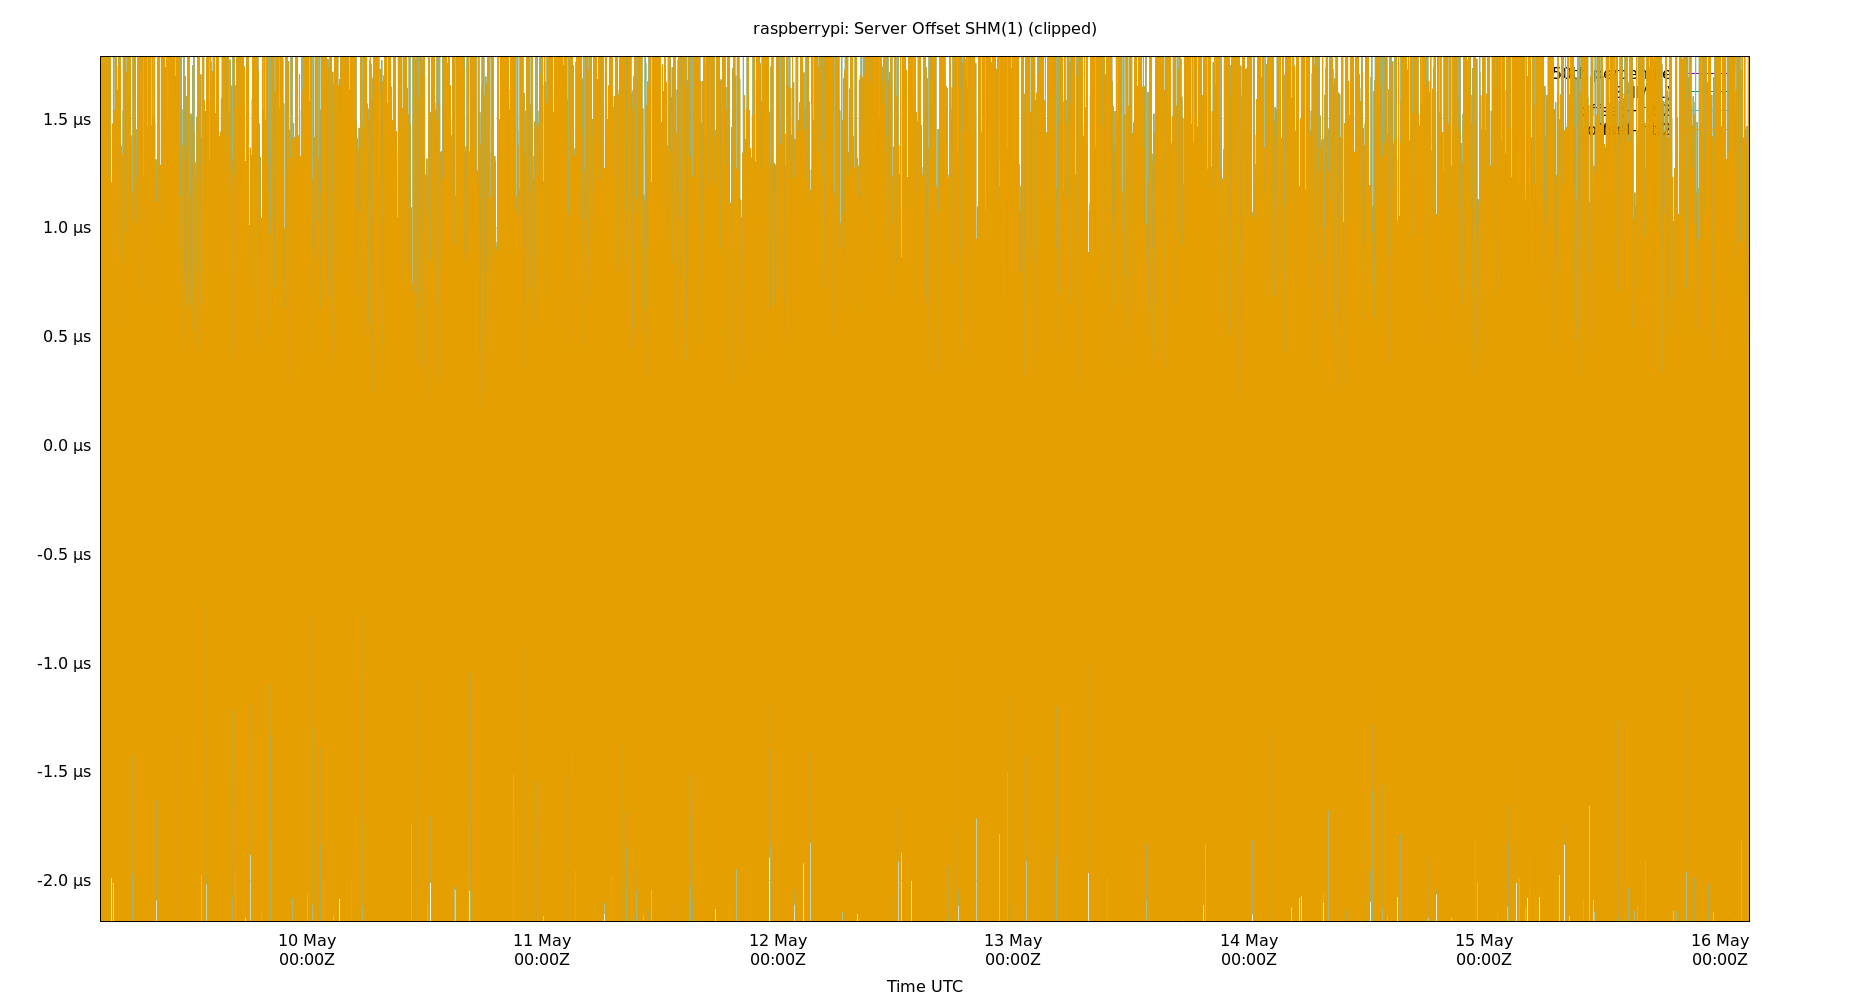 raspberrypi: Server Offset SHM(1) (clipped)
1.5 µs
1.0 µs
0.5 µs
0.0 µs
-0.5 µs
-1.0 µs
-1.5 µs
-2.0 µs
10 May 11 May 12 May 13 May 14 May 15 May 16 May
00:00Z 00:00Z 00:00Z 00:00Z 00:00Z 00:00Z 00:00Z
Time UTC